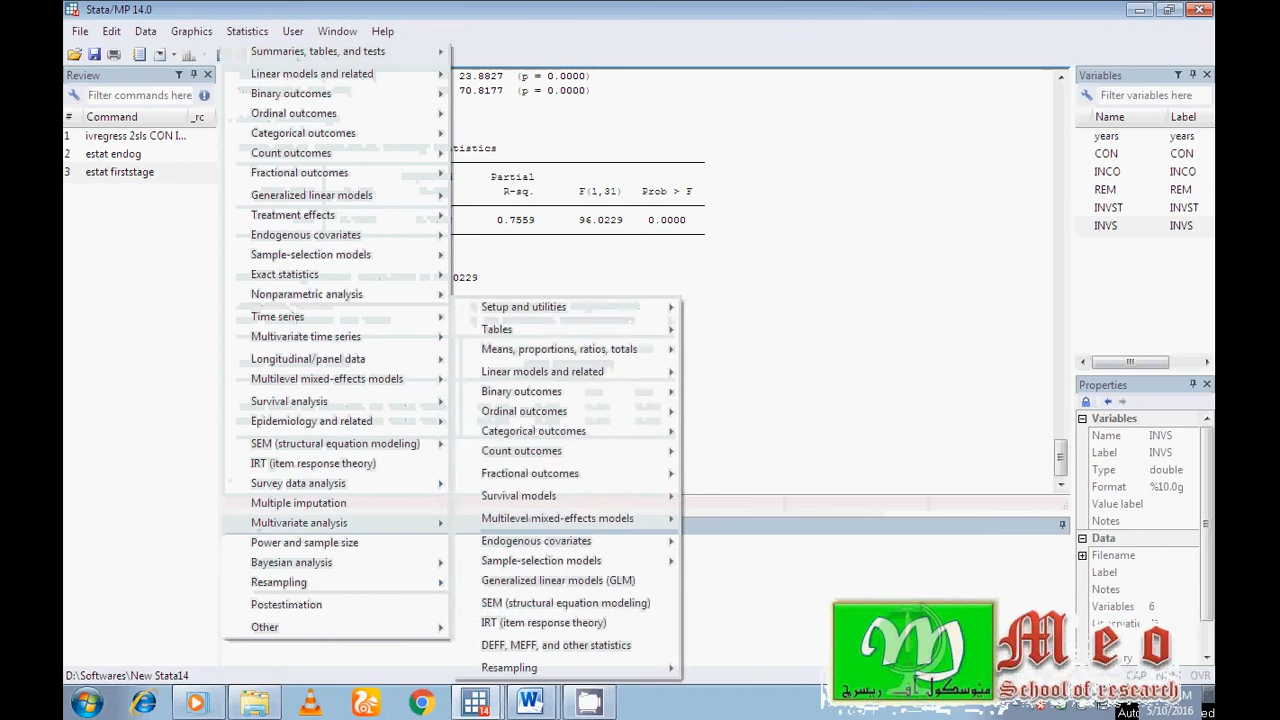 Stata/MP 14.0
File Edit Data Graphics Statistics User Window Help
Review
Filter commands here
# Command _rc
1 ivregress 2sls CON I...
2 estat endog
3 estat firststage
Summaries, tables, and tests
Linear models and related
Binary outcomes
Ordinal outcomes
Categorical outcomes
Count outcomes
Fractional outcomes
Generalized linear models
Treatment effects
Endogenous covariates
Sample-selection models
Exact statistics
Nonparametric analysis
Time series
Multivariate time series
Longitudinal/panel data
Multilevel mixed-effects models
Survival analysis
Epidemiology and related
SEM (structural equation modeling)
IRT (item response theory)
Survey data analysis
Multiple imputation
Multivariate analysis
Power and sample size
Bayesian analysis
Resampling
Postestimation
Other
23.8827 (p = 0.0000)
70.8177 (p = 0.0000)
tistics
Partial
R-sq. F(1,31) Prob > F
0.7559 96.0229 0.0000
0229
Setup and utilities
Tables
Means, proportions, ratios, totals
Linear models and related
Binary outcomes
Ordinal outcomes
Categorical outcomes
Count outcomes
Fractional outcomes
Survival models
Multilevel mixed-effects models
Endogenous covariates
Sample-selection models
Generalized linear models (GLM)
SEM (structural equation modeling)
IRT (item response theory)
DEFF, MEFF, and other statistics
Resampling
Variables
Filter variables here
Name Label
years years
CON CON
INCO INCO
REM REM
INVST INVST
INVS INVS
Properties
Variables
Name INVS
Label INVS
Type double
Format %10.0g
Value label
Notes
Data
Filename
Label
Notes
Variables 6
D:\Softwares\New Stata14
CAP NUM OVR
Meo
School of research
میوسکول آف ریسرچ
5/10/2016